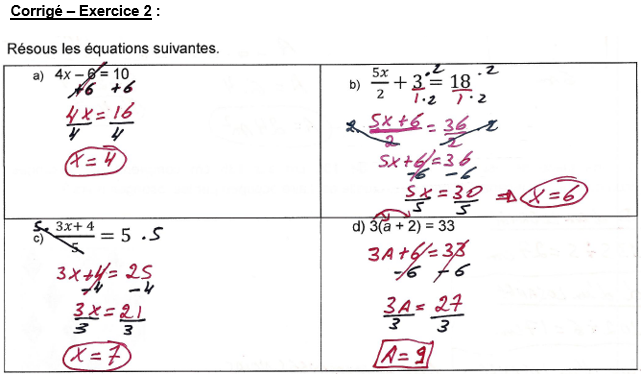 Corrigé – Exercice 2 :
Résous les équations suivantes.
a) 4x – 6 = 10
+6 +6
4x = 16
4 4
x = 4
b) 5x/2 + 3 = 18
·2 ·2
1·2 1·2
2· (5x+6)/2 = 36/2 ·2
5x+6 = 36
-6 -6
5x = 30 ⇒ x = 6
5 5
c) 5· (3x + 4)/5 = 5 ·5
3x+4 = 25
-4 -4
3x = 21
3 3
x = 7
d) 3(a + 2) = 33
3A+6 = 33
-6 -6
3A = 27
3 3
A = 9